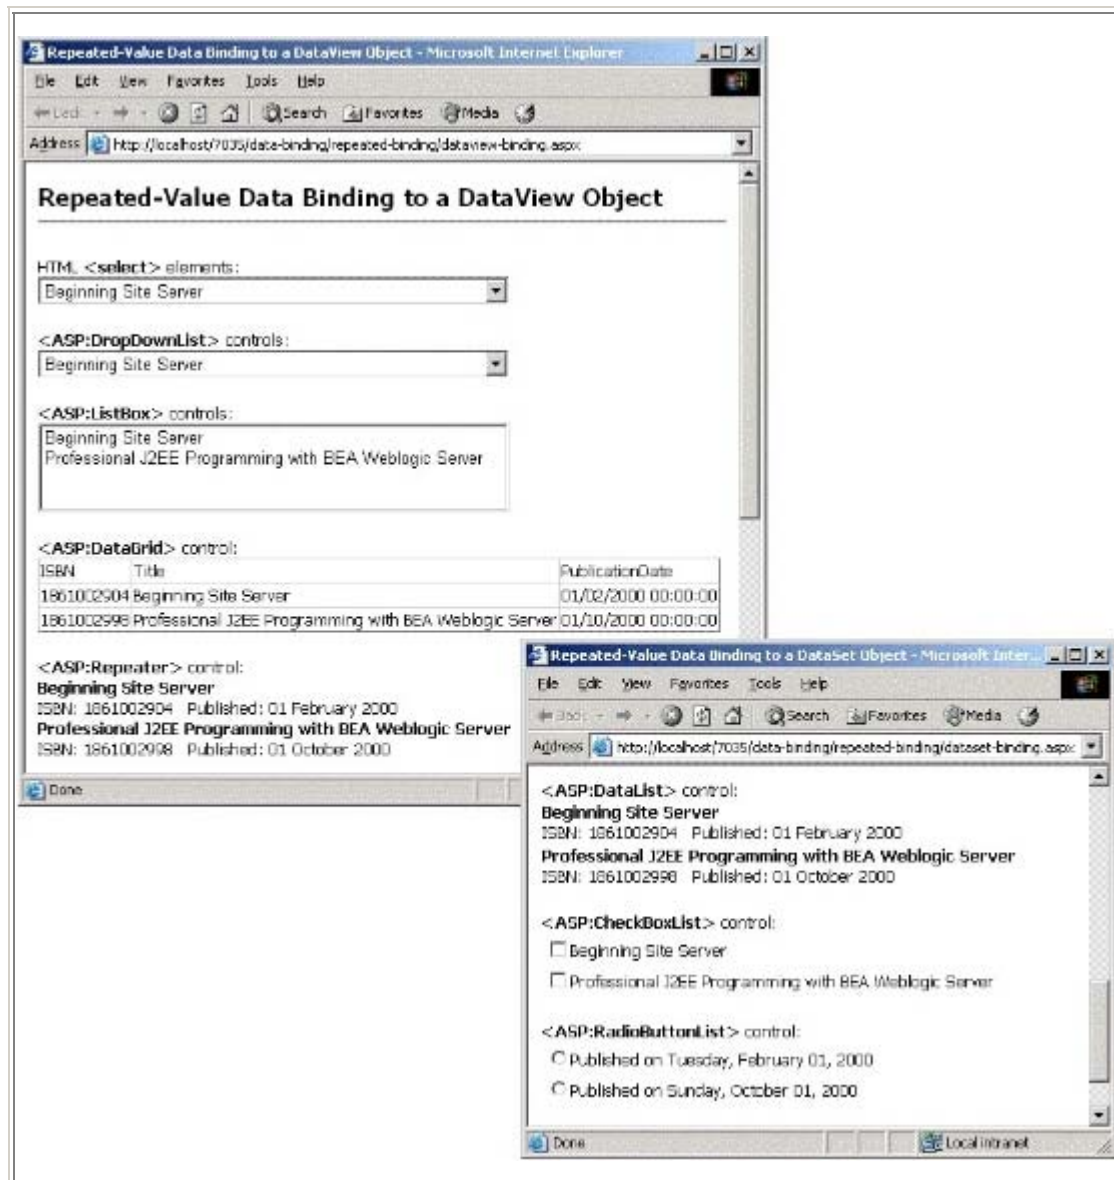 Repeated-Value Data Binding to a DataView Object - Microsoft Internet Explorer
File Edit View Favorites Tools Help
Back Search Favorites Media
Address http://localhost/7035/data-binding/repeated-binding/dataview-binding.aspx
Repeated-Value Data Binding to a DataView Object
HTML <select> elements:
Beginning Site Server
<ASP:DropDownList> controls:
Beginning Site Server
<ASP:ListBox> controls:
Beginning Site Server
Professional J2EE Programming with BEA Weblogic Server
<ASP:DataGrid> control:
ISBN Title PublicationDate
1861002904 Beginning Site Server 01/02/2000 00:00:00
1861002998 Professional J2EE Programming with BEA Weblogic Server 01/10/2000 00:00:00
<ASP:Repeater> control:
Beginning Site Server
ISBN: 1861002904 Published: 01 February 2000
Professional J2EE Programming with BEA Weblogic Server
ISBN: 1861002998 Published: 01 October 2000
Done
Repeated-Value Data Binding to a DataSet Object - Microsoft Inter...
File Edit View Favorites Tools Help
Back Search Favorites Media
Address http://localhost/7035/data-binding/repeated-binding/dataset-binding.aspx
<ASP:DataList> control:
Beginning Site Server
ISBN: 1861002904 Published: 01 February 2000
Professional J2EE Programming with BEA Weblogic Server
ISBN: 1861002998 Published: 01 October 2000
<ASP:CheckBoxList> control:
Beginning Site Server
Professional J2EE Programming with BEA Weblogic Server
<ASP:RadioButtonList> control:
Published on Tuesday, February 01, 2000
Published on Sunday, October 01, 2000
Done Local intranet